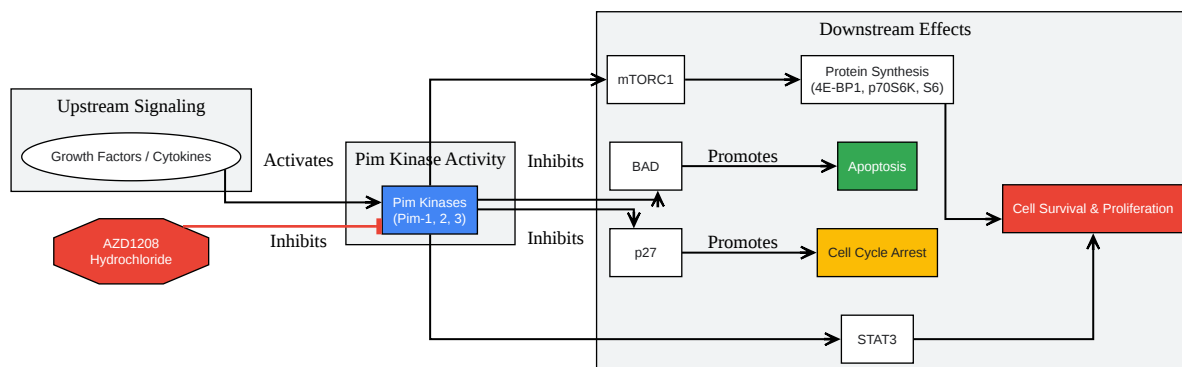 Downstream Effects
mTORC1
Protein Synthesis
(4E-BP1, p70S6K, S6)
Upstream Signaling
Growth Factors / Cytokines
Activates
Pim Kinase Activity
Inhibits
BAD
Promotes
Apoptosis
Pim Kinases
(Pim-1, 2, 3)
Cell Survival & Proliferation
AZD1208
Hydrochloride
Inhibits
Inhibits
p27
Promotes
Cell Cycle Arrest
STAT3